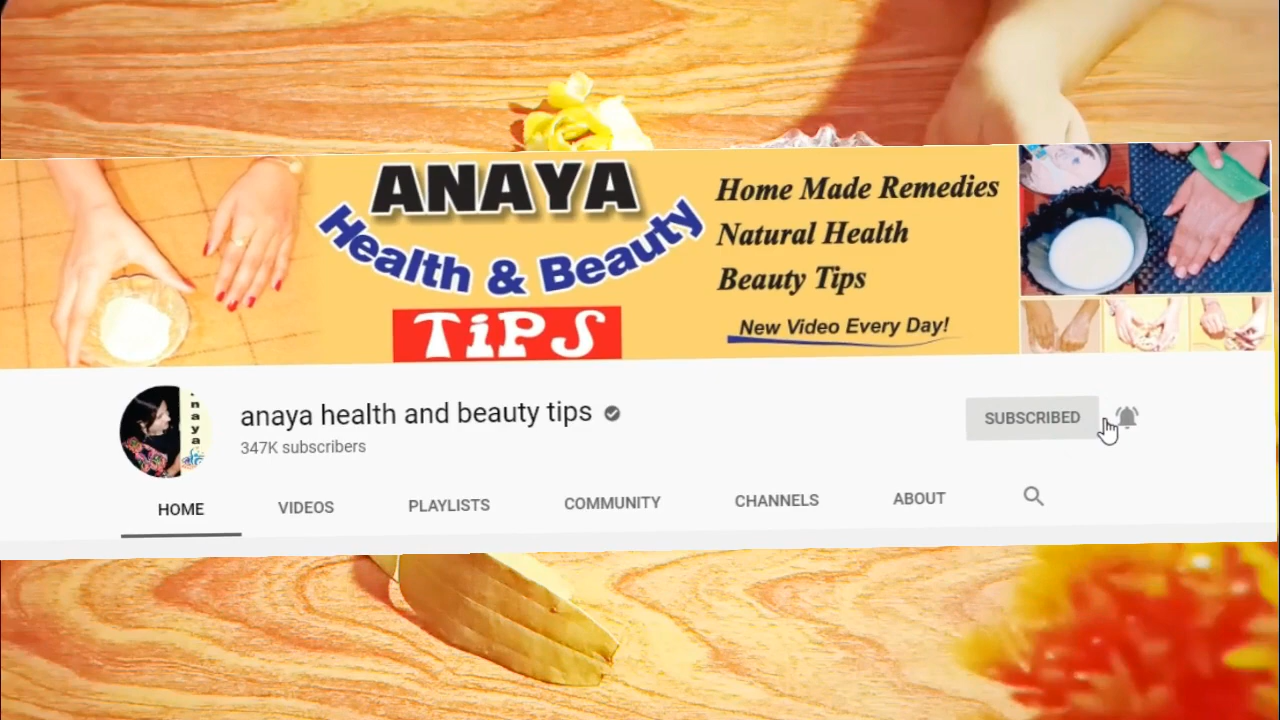 ANAYA
Health & Beauty
TiPS
Home Made Remedies
Natural Health
Beauty Tips
New Video Every Day!
anaya
anaya health and beauty tips
347K subscribers
SUBSCRIBED
HOME VIDEOS PLAYLISTS COMMUNITY CHANNELS ABOUT